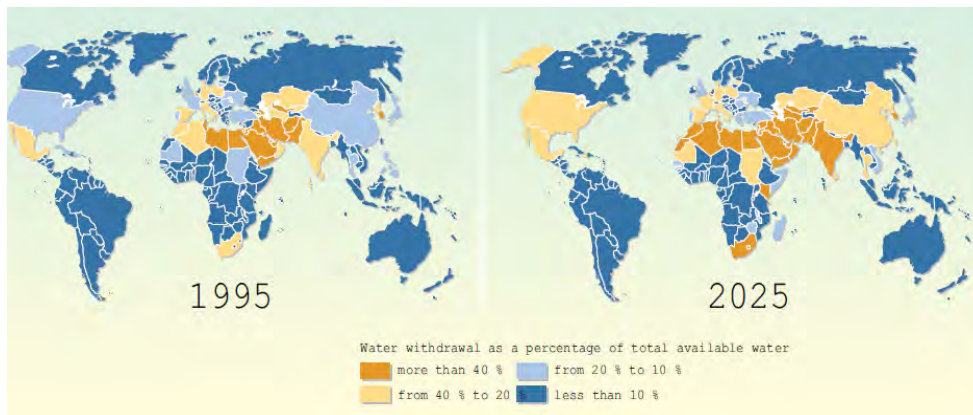 1995
2025
Water withdrawal as a percentage of total available water
more than 40 %
from 20 % to 10 %
from 40 % to 20 %
less than 10 %